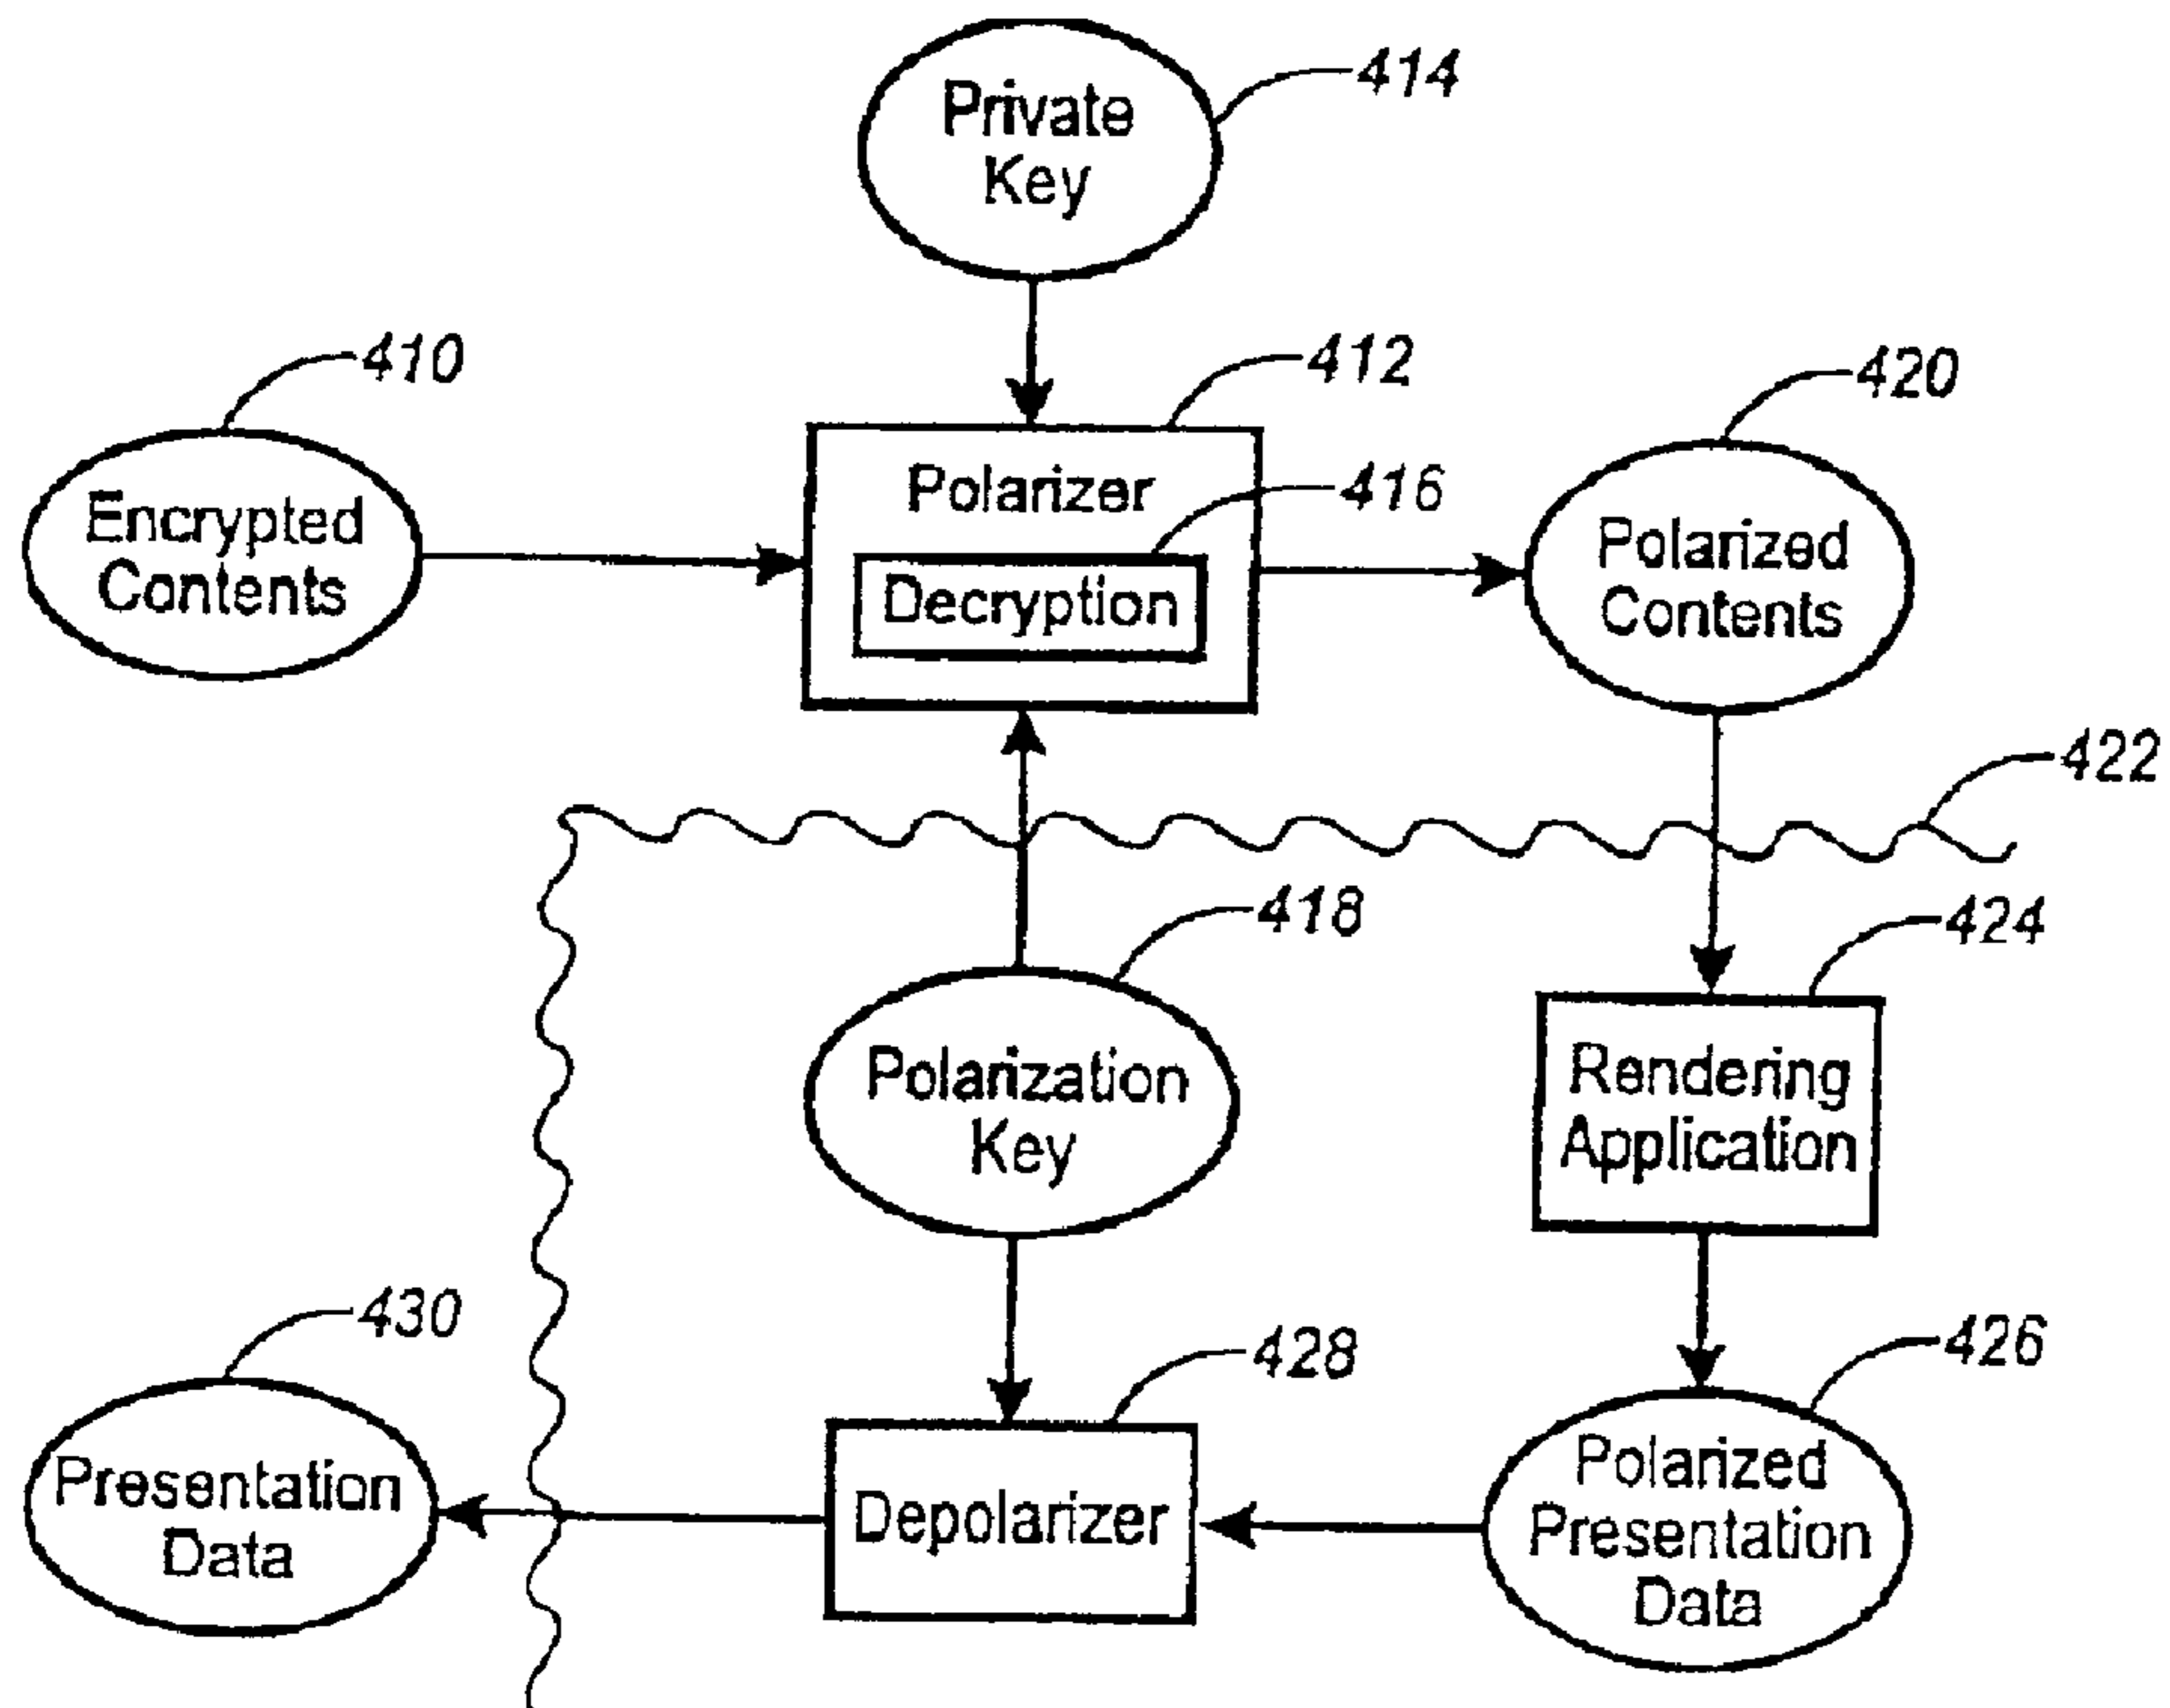 Private
Key
414
410
412
420
Encrypted
Contents
Polarizer
416
Decryption
Polarized
Contents
422
418
424
Polarization
Key
Rendering
Application
430
428
426
Presentation
Data
Depolarizer
Polarized
Presentation
Data